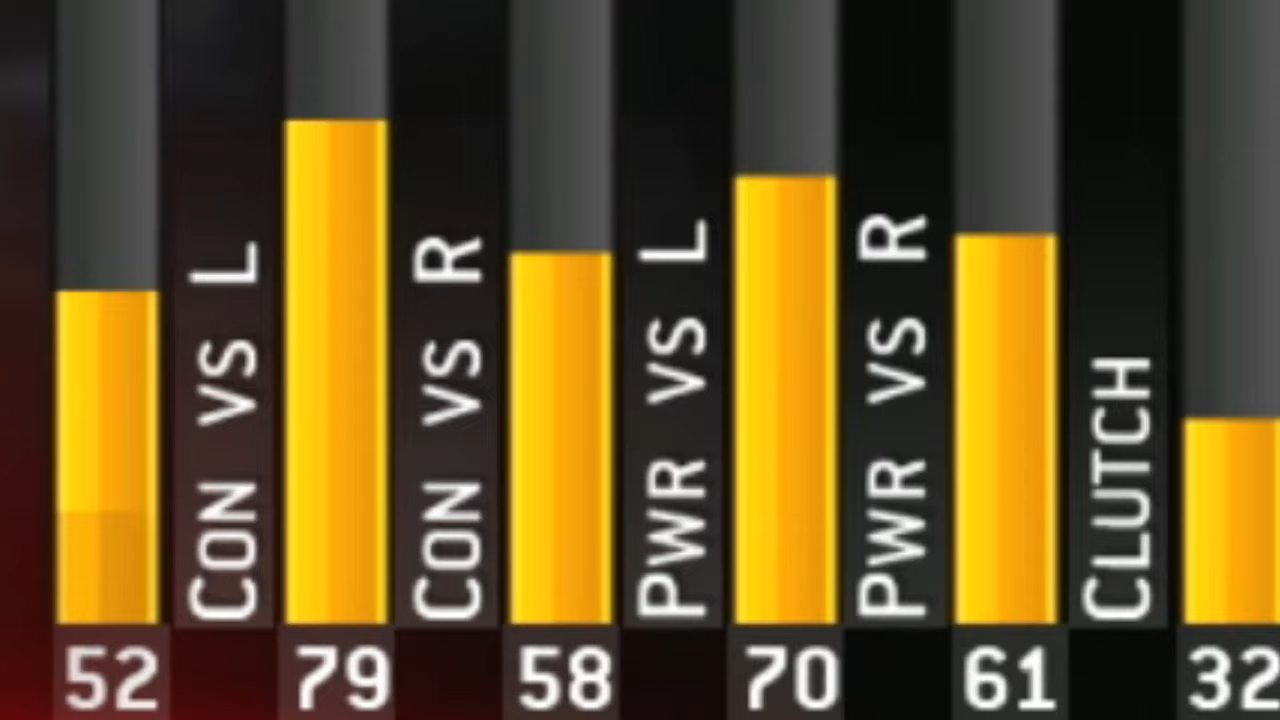 CON VS L
CON VS R
PWR VS L
PWR VS R
CLUTCH
52 79 58 70 61 32